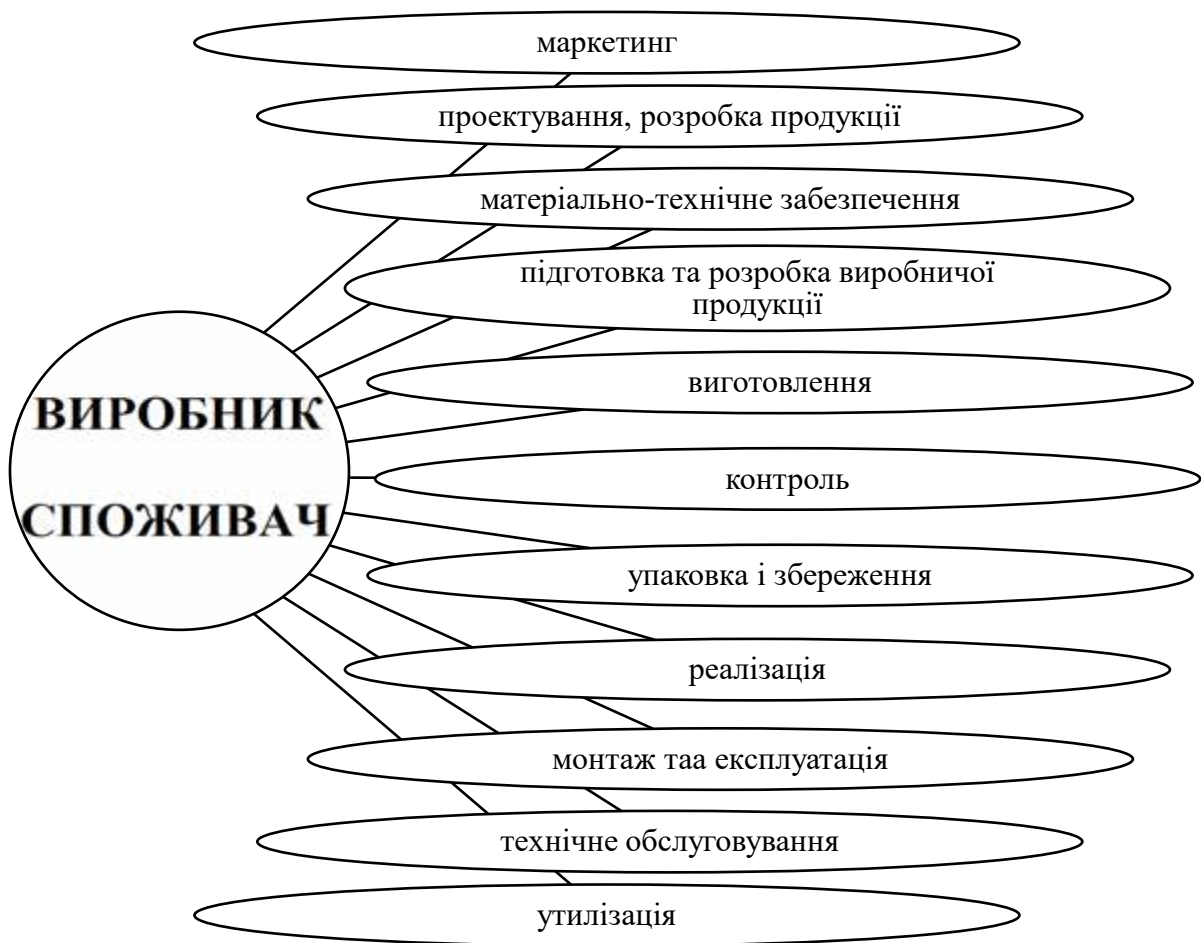 маркетинг
проектування, розробка продукції
матеріально-технічне забезпечення
підготовка та розробка виробничої
продукції
виготовлення
ВИРОБНИК
СПОЖИВАЧ
контроль
упаковка і збереження
реалізація
монтаж таа експлуатація
технічне обслуговування
утилізація